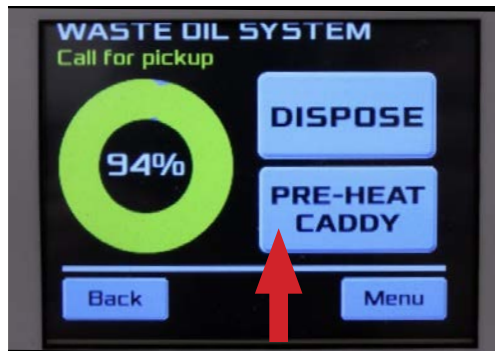 WASTE OIL SYSTEM
Call for pickup
94%
DISPOSE
PRE-HEAT
CADDY
Back
Menu